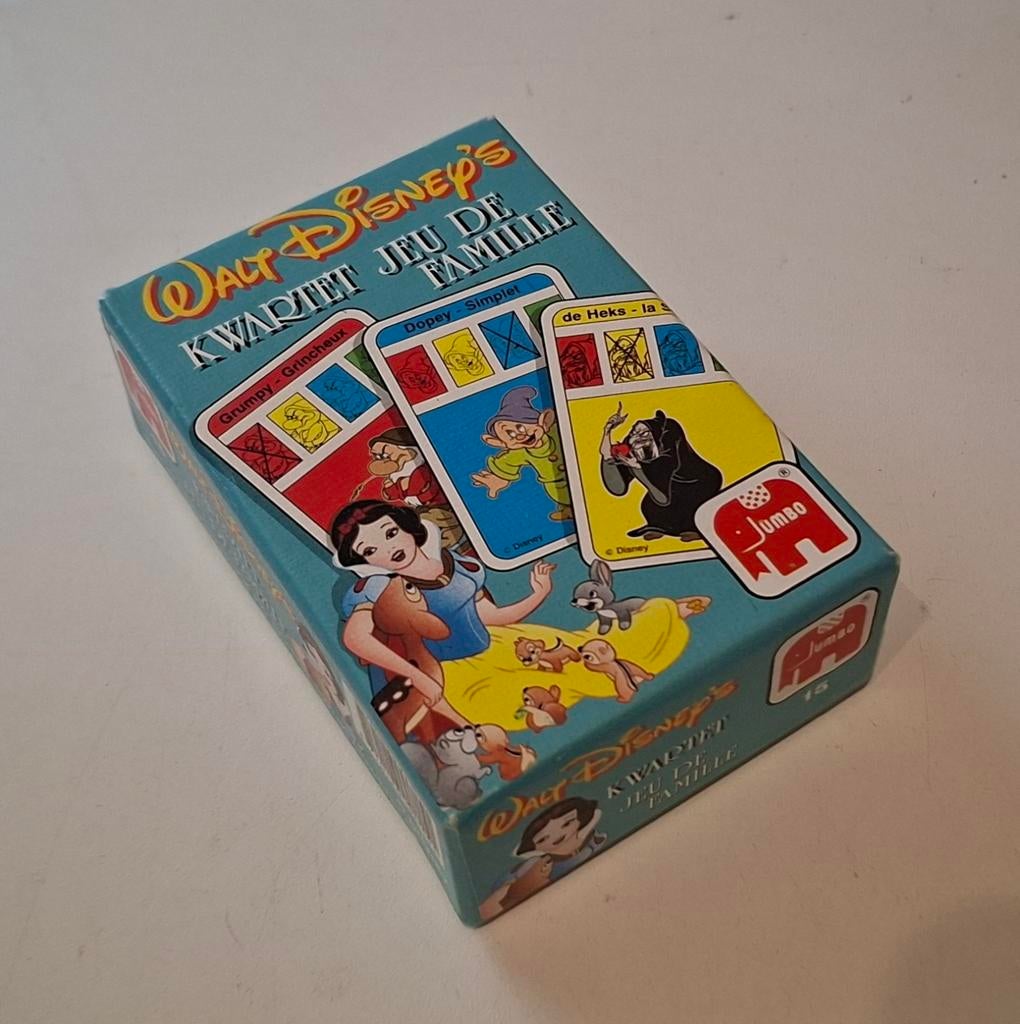 WALT DISNEY'S
KWARTET
JEU DE
FAMILLE
Grumpy - Grincheux
Dopey - Simplet
de Heks - la S
© Disney
© Disney
JUMBO
®
WALT DISNEY'S
KWARTET
JEU DE
FAMILLE
JUMBO
15